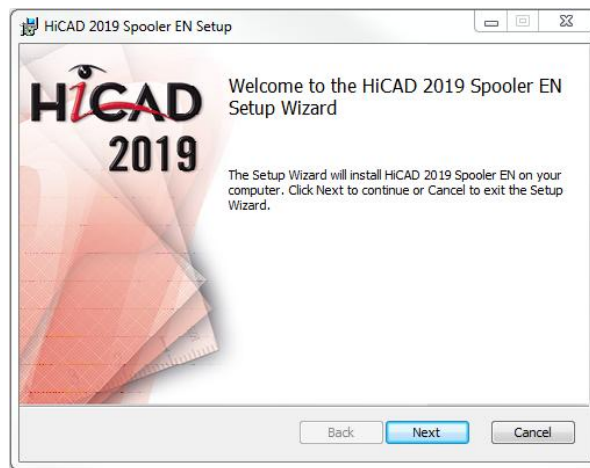 HiCAD 2019 Spooler EN Setup
HiCAD
2019
Welcome to the HiCAD 2019 Spooler EN
Setup Wizard
The Setup Wizard will install HiCAD 2019 Spooler EN on your
computer. Click Next to continue or Cancel to exit the Setup
Wizard.
Back Next Cancel